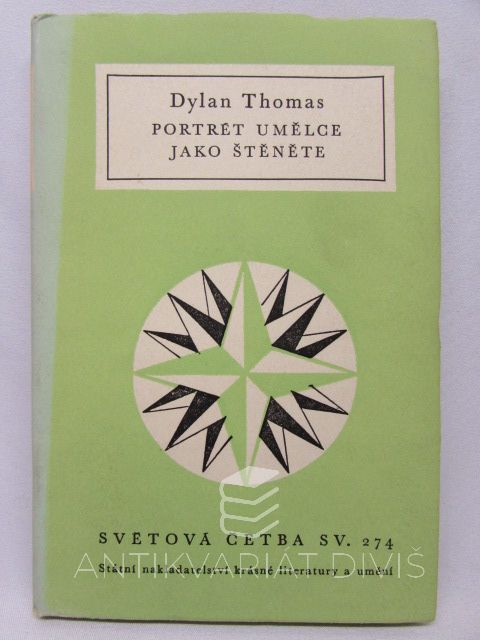 Dylan Thomas
PORTRÉT UMĚLCE
JAKO ŠTĚNĚTE
SVĚTOVÁ ČETBA SV. 274
ANTIKVARIÁT DIVIŠ
Státní nakladatelství krásné literatury a umění